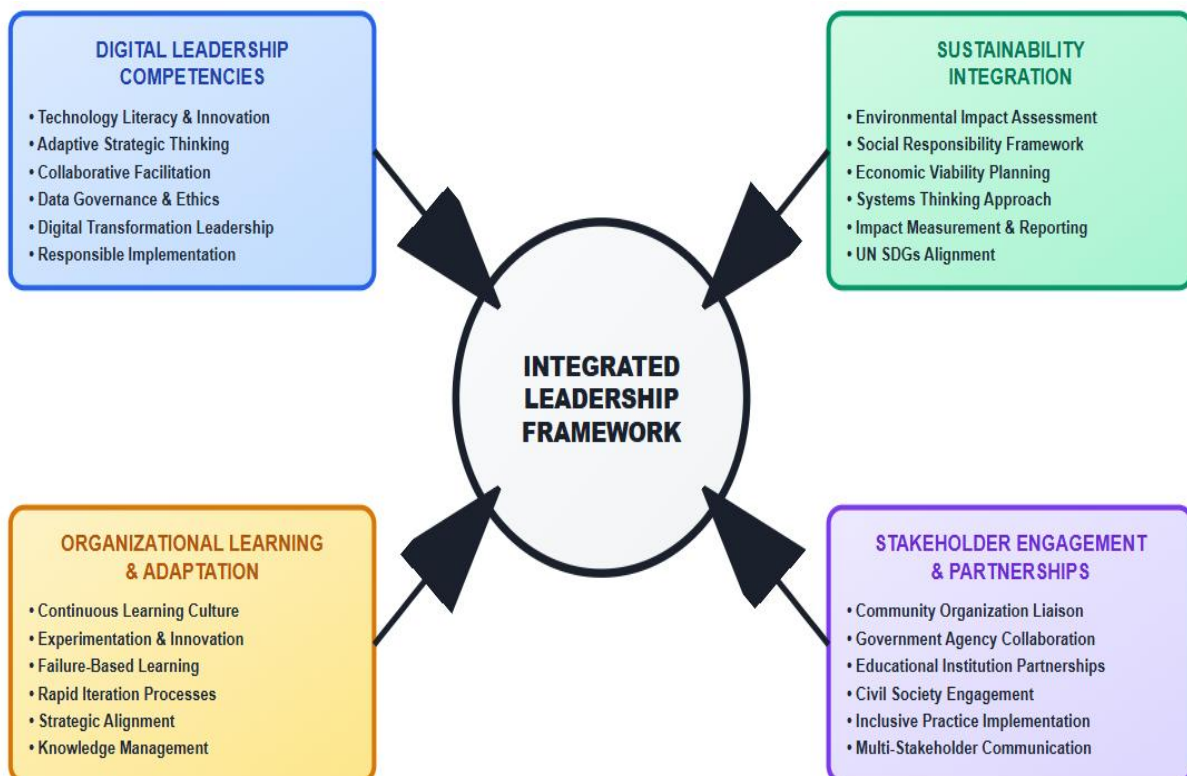 DIGITAL LEADERSHIP
COMPETENCIES
• Technology Literacy & Innovation
• Adaptive Strategic Thinking
• Collaborative Facilitation
• Data Governance & Ethics
• Digital Transformation Leadership
• Responsible Implementation
SUSTAINABILITY
INTEGRATION
• Environmental Impact Assessment
• Social Responsibility Framework
• Economic Viability Planning
• Systems Thinking Approach
• Impact Measurement & Reporting
• UN SDGs Alignment
INTEGRATED
LEADERSHIP
FRAMEWORK
ORGANIZATIONAL LEARNING
& ADAPTATION
• Continuous Learning Culture
• Experimentation & Innovation
• Failure-Based Learning
• Rapid Iteration Processes
• Strategic Alignment
• Knowledge Management
STAKEHOLDER ENGAGEMENT
& PARTNERSHIPS
• Community Organization Liaison
• Government Agency Collaboration
• Educational Institution Partnerships
• Civil Society Engagement
• Inclusive Practice Implementation
• Multi-Stakeholder Communication